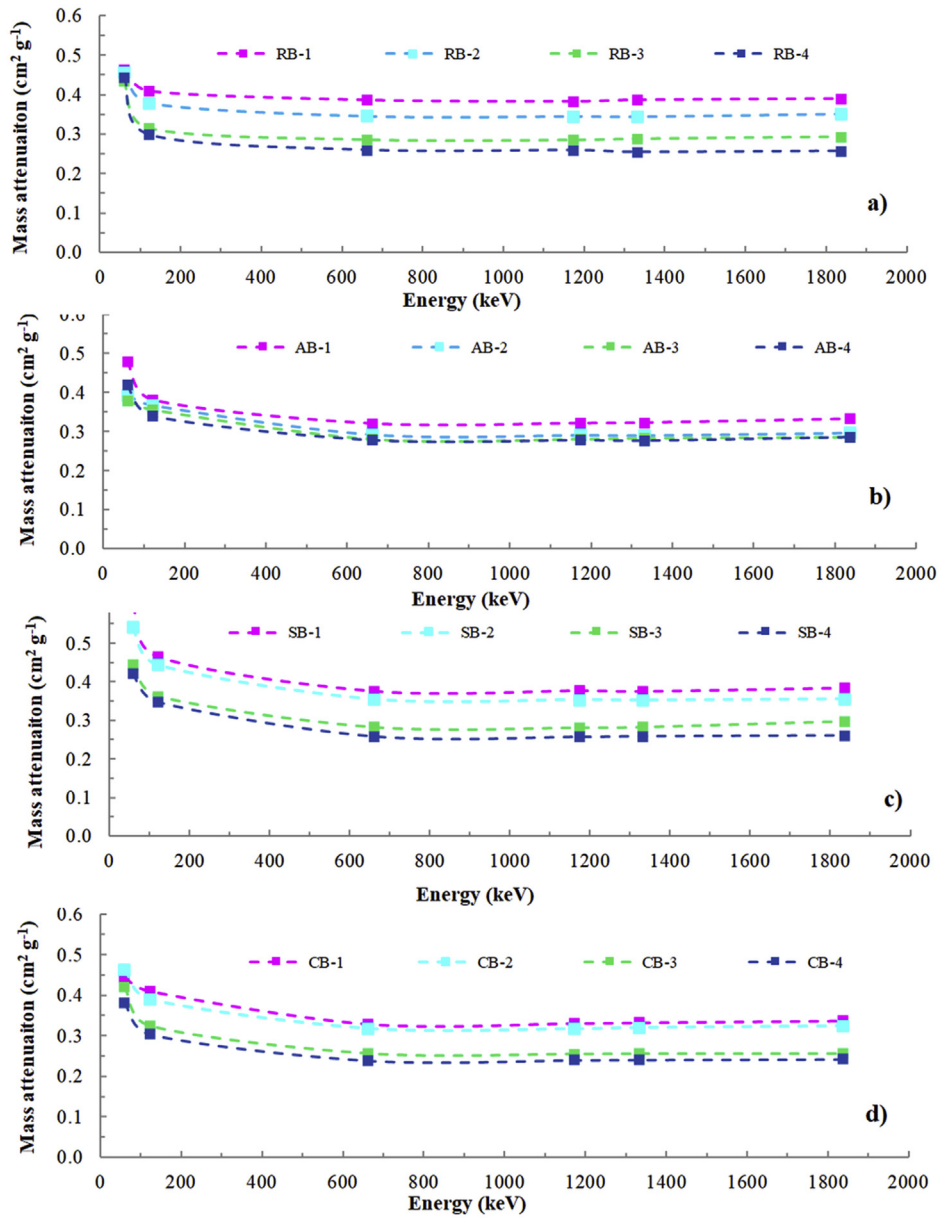 0.6
RB-1 RB-2 RB-3 RB-4
0.5
0.4
0.3
0.2
0.1
0.0
Mass attenuaiton (cm² g⁻¹)
a)
0 200 400 600 800 1000 1200 1400 1600 1800 2000
Energy (keV)
0.6
AB-1 AB-2 AB-3 AB-4
0.5
0.4
0.3
0.2
0.1
0.0
Mass attenuaiton (cm² g⁻¹)
b)
0 200 400 600 800 1000 1200 1400 1600 1800 2000
Energy (keV)
SB-1 SB-2 SB-3 SB-4
0.5
0.4
0.3
0.2
0.1
0.0
Mass attenuaiton (cm² g⁻¹)
c)
0 200 400 600 800 1000 1200 1400 1600 1800 2000
Energy (keV)
0.6
CB-1 CB-2 CB-3 CB-4
0.5
0.4
0.3
0.2
0.1
0.0
Mass attenuaiton (cm² g⁻¹)
d)
0 200 400 600 800 1000 1200 1400 1600 1800 2000
Energy (keV)